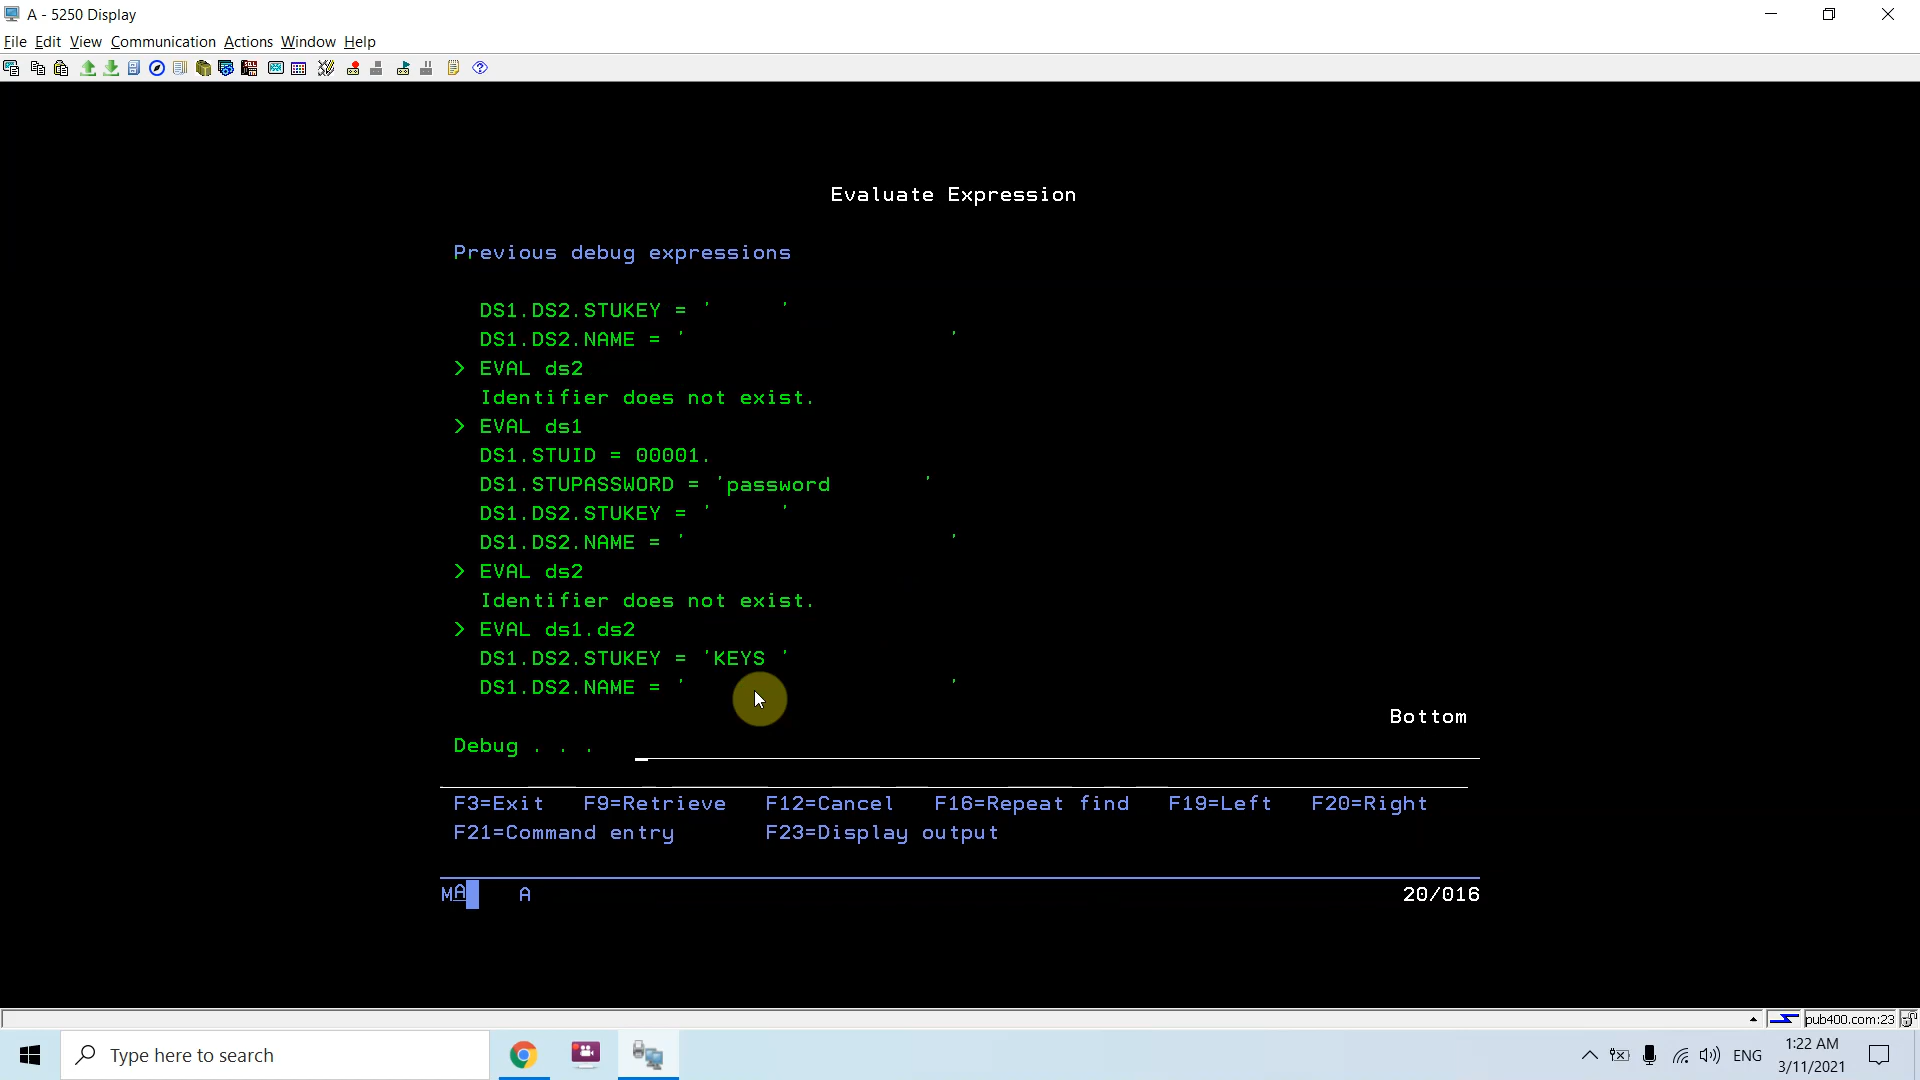 A - 5250 Display
File Edit View Communication Actions Window Help
Evaluate Expression
Previous debug expressions
DS1.DS2.STUKEY = '      '
DS1.DS2.NAME = '                    '
> EVAL ds2
Identifier does not exist.
> EVAL ds1
DS1.STUID = 00001.
DS1.STUPASSWORD = 'password       '
DS1.DS2.STUKEY = '     '
DS1.DS2.NAME = '                    '
> EVAL ds2
Identifier does not exist.
> EVAL ds1.ds2
DS1.DS2.STUKEY = 'KEYS '
DS1.DS2.NAME = '                    '
Bottom
Debug . . .
F3=Exit F9=Retrieve F12=Cancel F16=Repeat find F19=Left F20=Right
F21=Command entry F23=Display output
MA A 20/016
pub400.com:23
Type here to search
ENG
1:22 AM
3/11/2021